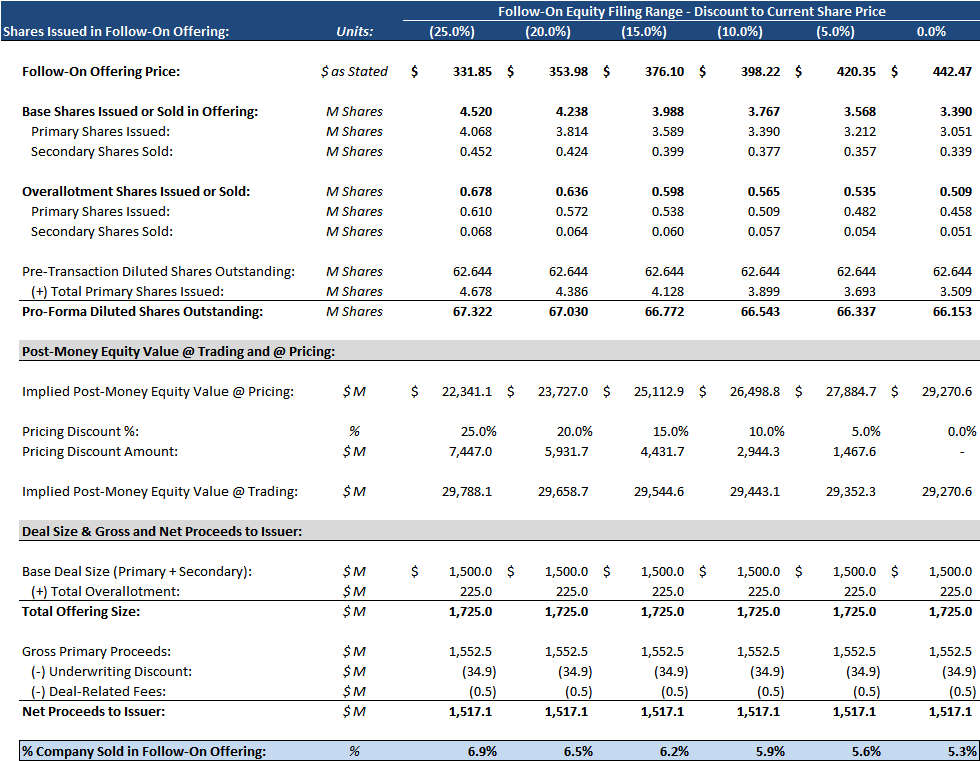 Follow-On Equity Filing Range - Discount to Current Share Price
Shares Issued in Follow-On Offering: Units: (25.0%) (20.0%) (15.0%) (10.0%) (5.0%) 0.0%
Follow-On Offering Price: $ as Stated $ 331.85 $ 353.98 $ 376.10 $ 398.22 $ 420.35 $ 442.47
Base Shares Issued or Sold in Offering: M Shares 4.520 4.238 3.988 3.767 3.568 3.390
Primary Shares Issued: M Shares 4.068 3.814 3.589 3.390 3.212 3.051
Secondary Shares Sold: M Shares 0.452 0.424 0.399 0.377 0.357 0.339
Overallotment Shares Issued or Sold: M Shares 0.678 0.636 0.598 0.565 0.535 0.509
Primary Shares Issued: M Shares 0.610 0.572 0.538 0.509 0.482 0.458
Secondary Shares Sold: M Shares 0.068 0.064 0.060 0.057 0.054 0.051
Pre-Transaction Diluted Shares Outstanding: M Shares 62.644 62.644 62.644 62.644 62.644 62.644
(+) Total Primary Shares Issued: M Shares 4.678 4.386 4.128 3.899 3.693 3.509
Pro-Forma Diluted Shares Outstanding: M Shares 67.322 67.030 66.772 66.543 66.337 66.153
Post-Money Equity Value @ Trading and @ Pricing:
Implied Post-Money Equity Value @ Pricing: $ M $ 22,341.1 $ 23,727.0 $ 25,112.9 $ 26,498.8 $ 27,884.7 $ 29,270.6
Pricing Discount %: % 25.0% 20.0% 15.0% 10.0% 5.0% 0.0%
Pricing Discount Amount: $ M 7,447.0 5,931.7 4,431.7 2,944.3 1,467.6 -
Implied Post-Money Equity Value @ Trading: $ M 29,788.1 29,658.7 29,544.6 29,443.1 29,352.3 29,270.6
Deal Size & Gross and Net Proceeds to Issuer:
Base Deal Size (Primary + Secondary): $ M $ 1,500.0 $ 1,500.0 $ 1,500.0 $ 1,500.0 $ 1,500.0 $ 1,500.0
(+) Total Overallotment: $ M 225.0 225.0 225.0 225.0 225.0 225.0
Total Offering Size: $ M 1,725.0 1,725.0 1,725.0 1,725.0 1,725.0 1,725.0
Gross Primary Proceeds: $ M 1,552.5 1,552.5 1,552.5 1,552.5 1,552.5 1,552.5
(-) Underwriting Discount: $ M (34.9) (34.9) (34.9) (34.9) (34.9) (34.9)
(-) Deal-Related Fees: $ M (0.5) (0.5) (0.5) (0.5) (0.5) (0.5)
Net Proceeds to Issuer: $ M 1,517.1 1,517.1 1,517.1 1,517.1 1,517.1 1,517.1
% Company Sold in Follow-On Offering: % 6.9% 6.5% 6.2% 5.9% 5.6% 5.3%